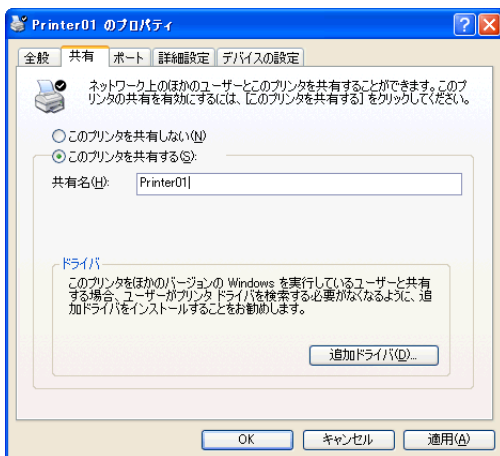 Printer01 のプロパティ
全般 共有 ポート 詳細設定 デバイスの設定
ネットワーク上のほかのユーザーとこのプリンタを共有することができます。このプ
リンタの共有を有効にするには、[このプリンタを共有する] をクリックしてください。
このプリンタを共有しない(N)
このプリンタを共有する(S):
共有名(H): Printer01
ドライバ
このプリンタをほかのバージョンの Windows を実行しているユーザーと共有
する場合、ユーザーがプリンタ ドライバを検索する必要がなくなるように、追
加ドライバをインストールすることをお勧めします。
追加ドライバ(D)...
OK キャンセル 適用(A)